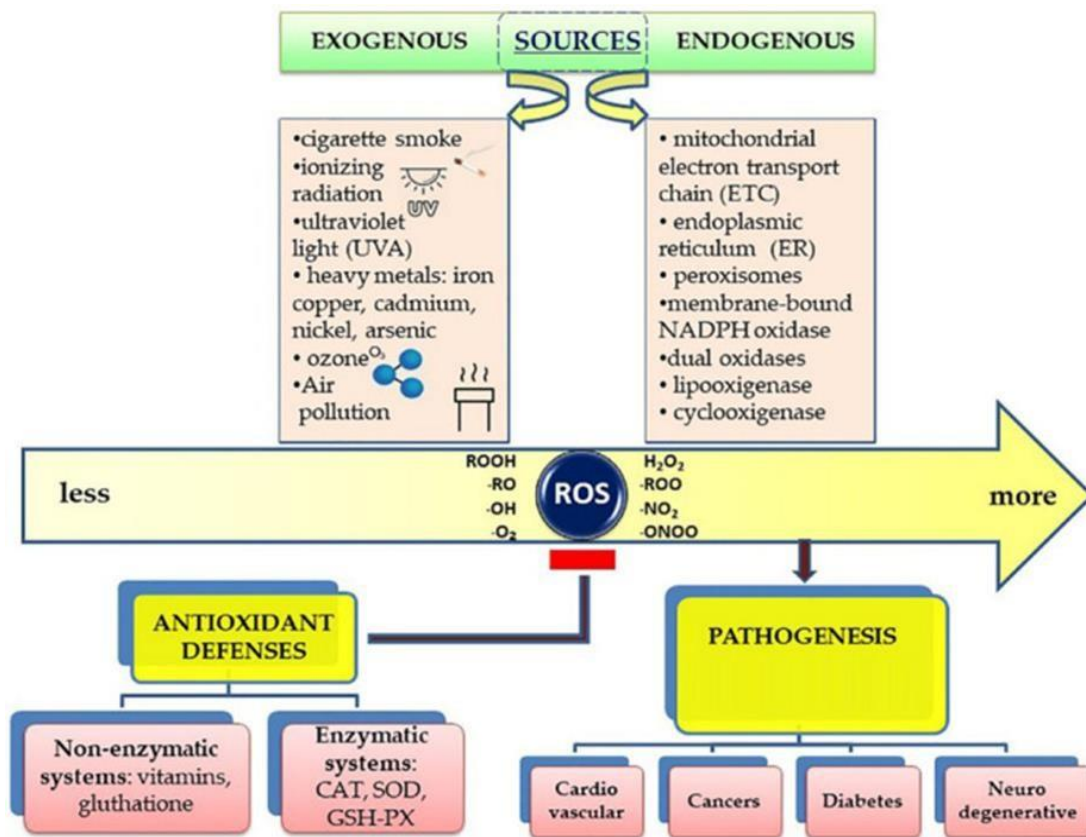 EXOGENOUS SOURCES ENDOGENOUS
•cigarette smoke
•ionizing
radiation
UV
•ultraviolet
light (UVA)
• heavy metals: iron
copper, cadmium,
nickel, arsenic
• ozone O₃
•Air
pollution
• mitochondrial
electron transport
chain (ETC)
• endoplasmic
reticulum (ER)
• peroxisomes
•membrane-bound
NADPH oxidase
•dual oxidases
• lipooxigenase
• cyclooxigenase
less
ROOH
·RO
·OH
·O₂
ROS
H₂O₂
·ROO
·NO₂
·ONOO
more
ANTIOXIDANT
DEFENSES
Non-enzymatic
systems: vitamins,
gluthatione
Enzymatic
systems:
CAT, SOD,
GSH-PX
PATHOGENESIS
Cardio
vascular
Cancers
Diabetes
Neuro
degenerative